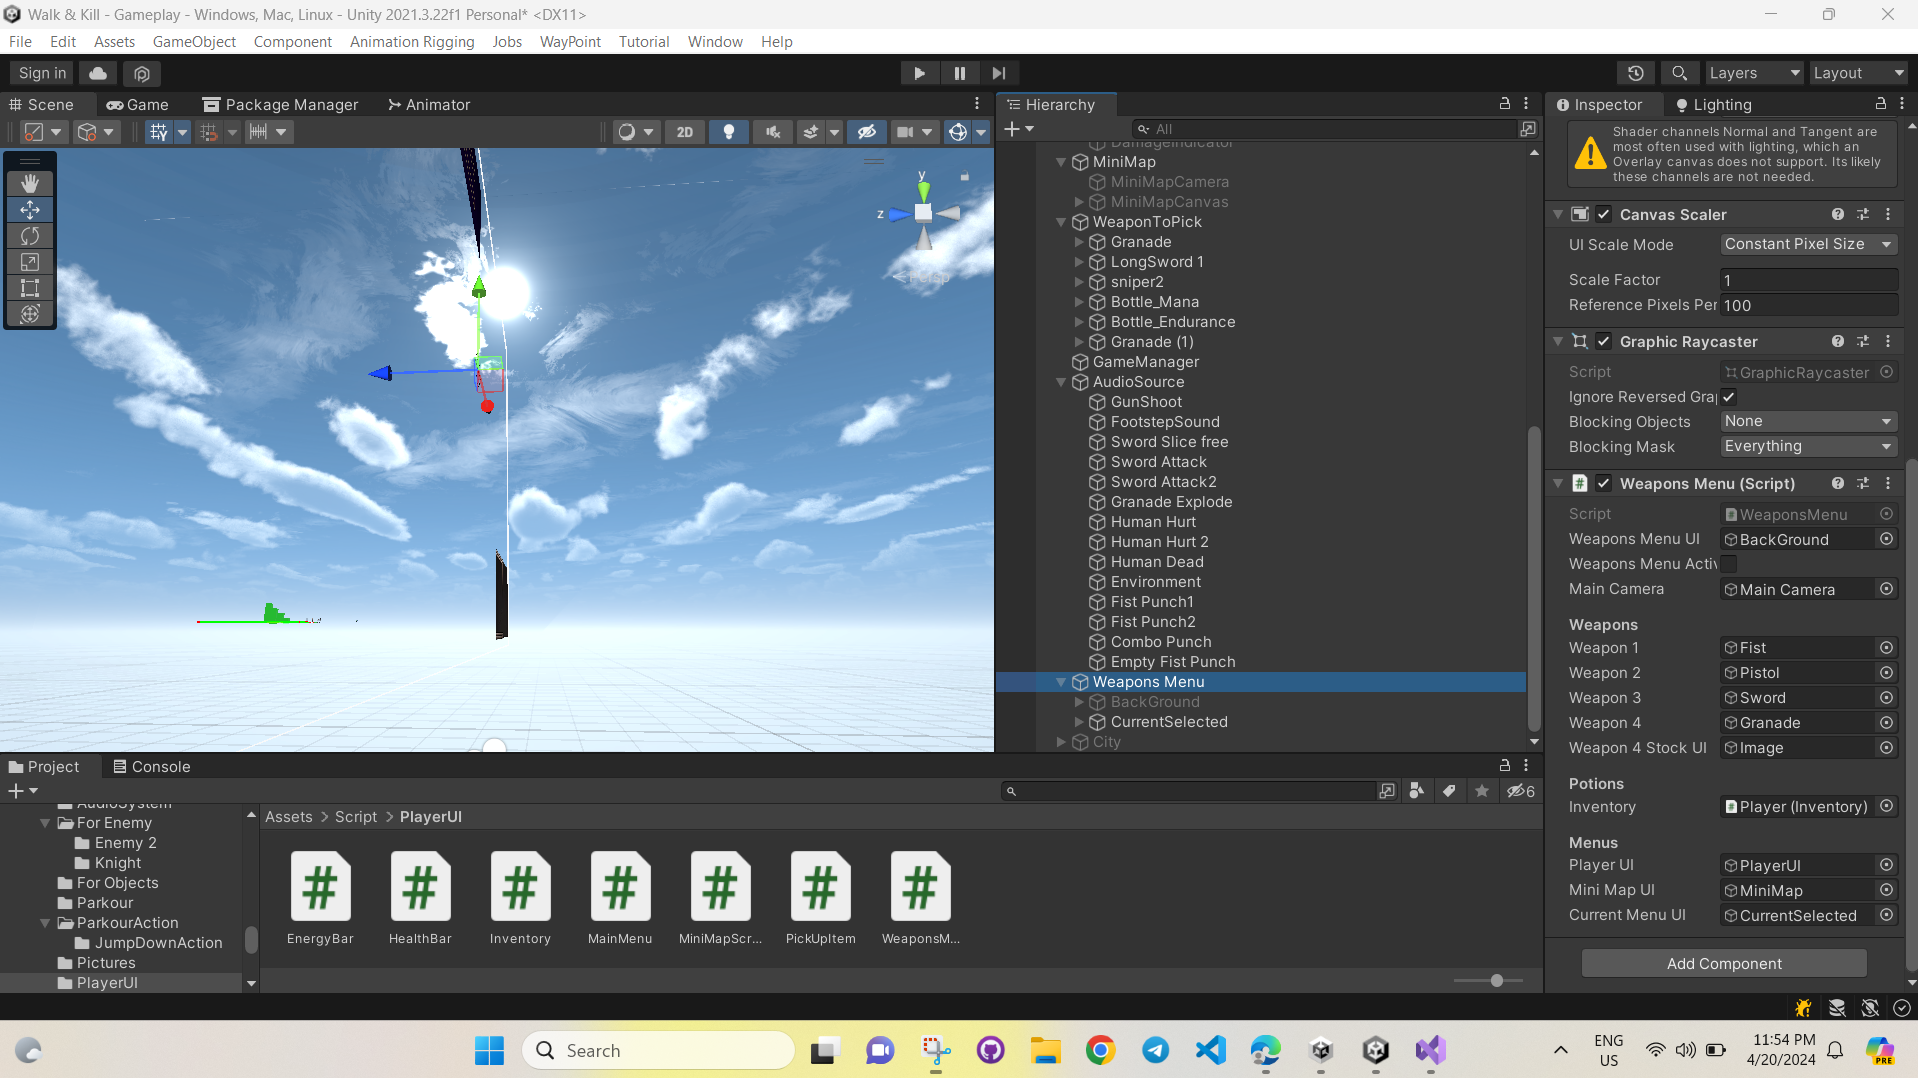 Walk & Kill - Gameplay - Windows, Mac, Linux - Unity 2021.3.22f1 Personal* <DX11>
File Edit Assets GameObject Component Animation Rigging Jobs WayPoint Tutorial Window Help
Sign in
Layers
Layout
Scene
Game
Package Manager
Animator
2D
y
z
Persp
Hierarchy
All
DamageIndicator
MiniMap
MiniMapCamera
MiniMapCanvas
WeaponToPick
Granade
LongSword 1
sniper2
Bottle_Mana
Bottle_Endurance
Granade (1)
GameManager
AudioSource
GunShoot
FootstepSound
Sword Slice free
Sword Attack
Sword Attack2
Granade Explode
Human Hurt
Human Hurt 2
Human Dead
Environment
Fist Punch1
Fist Punch2
Combo Punch
Empty Fist Punch
Weapons Menu
BackGround
CurrentSelected
City
Inspector
Lighting
Shader channels Normal and Tangent are
most often used with lighting, which an
Overlay canvas does not support. Its likely
these channels are not needed.
Canvas Scaler
UI Scale Mode Constant Pixel Size
Scale Factor 1
Reference Pixels Per 100
Graphic Raycaster
Script GraphicRaycaster
Ignore Reversed Gra
Blocking Objects None
Blocking Mask Everything
# Weapons Menu (Script)
Script WeaponsMenu
Weapons Menu UI BackGround
Weapons Menu Activ
Main Camera Main Camera
Weapons
Weapon 1 Fist
Weapon 2 Pistol
Weapon 3 Sword
Weapon 4 Granade
Weapon 4 Stock UI Image
Potions
Inventory Player (Inventory)
Menus
Player UI PlayerUI
Mini Map UI MiniMap
Current Menu UI CurrentSelected
Add Component
Project
Console
6
AudioSystem
For Enemy
Enemy 2
Knight
For Objects
Parkour
ParkourAction
JumpDownAction
Pictures
PlayerUI
Assets > Script > PlayerUI
# # # # # # #
EnergyBar HealthBar Inventory MainMenu MiniMapScr... PickUpItem WeaponsM...
Search
ENG
US
11:54 PM
4/20/2024
PRE